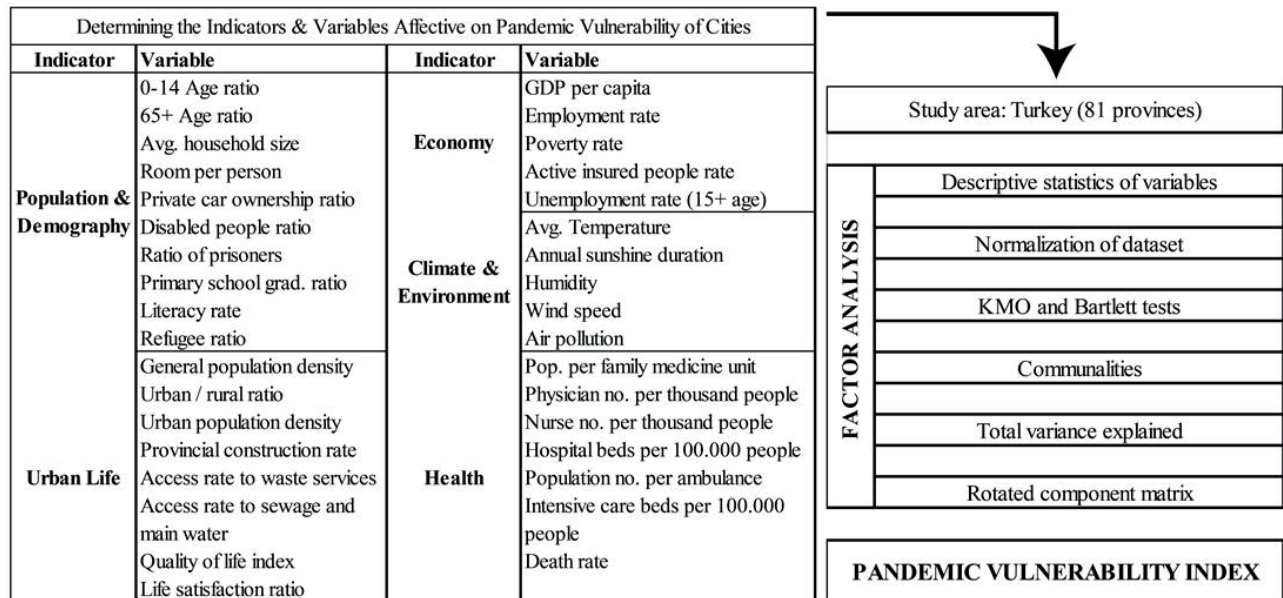 Determining the Indicators & Variables Affective on Pandemic Vulnerability of Cities
Indicator
Variable
Population &
Demography
0-14 Age ratio
65+ Age ratio
Avg. household size
Room per person
Private car ownership ratio
Disabled people ratio
Ratio of prisoners
Primary school grad. ratio
Literacy rate
Refugee ratio
Urban Life
General population density
Urban / rural ratio
Urban population density
Provincial construction rate
Access rate to waste services
Access rate to sewage and
main water
Quality of life index
Life satisfaction ratio
Indicator
Variable
Economy
GDP per capita
Employment rate
Poverty rate
Active insured people rate
Unemployment rate (15+ age)
Climate &
Environment
Avg. Temperature
Annual sunshine duration
Humidity
Wind speed
Air pollution
Health
Pop. per family medicine unit
Physician no. per thousand people
Nurse no. per thousand people
Hospital beds per 100.000 people
Population no. per ambulance
Intensive care beds per 100.000
people
Death rate
Study area: Turkey (81 provinces)
FACTOR ANALYSIS
Descriptive statistics of variables
Normalization of dataset
KMO and Bartlett tests
Communalities
Total variance explained
Rotated component matrix
PANDEMIC VULNERABILITY INDEX